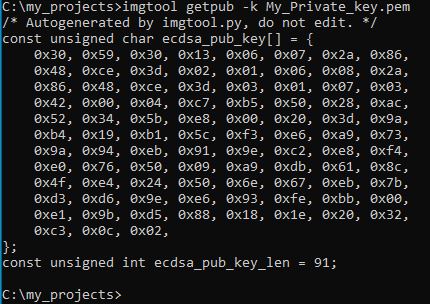 C:\my_projects>imgtool getpub -k My_Private_key.pem
/* Autogenerated by imgtool.py, do not edit. */
const unsigned char ecdsa_pub_key[] = {
    0x30, 0x59, 0x30, 0x13, 0x06, 0x07, 0x2a, 0x86,
    0x48, 0xce, 0x3d, 0x02, 0x01, 0x06, 0x08, 0x2a,
    0x86, 0x48, 0xce, 0x3d, 0x03, 0x01, 0x07, 0x03,
    0x42, 0x00, 0x04, 0xc7, 0xb5, 0x50, 0x28, 0xac,
    0x52, 0x34, 0x5b, 0xe8, 0x00, 0x20, 0x3d, 0x9a,
    0xb4, 0x19, 0xb1, 0x5c, 0xf3, 0xe6, 0xa9, 0x73,
    0x9a, 0x94, 0xeb, 0x91, 0x9e, 0xc2, 0xe8, 0xf4,
    0xe0, 0x76, 0x50, 0x09, 0xa9, 0xdb, 0x61, 0x8c,
    0x4f, 0xe4, 0x24, 0x50, 0x6e, 0x67, 0xeb, 0x7b,
    0xd3, 0xd6, 0x9e, 0xe6, 0x93, 0xfe, 0xbb, 0x00,
    0xe1, 0x9b, 0xd5, 0x88, 0x18, 0x1e, 0x20, 0x32,
    0xc3, 0x0c, 0x02,
};
const unsigned int ecdsa_pub_key_len = 91;
C:\my_projects>